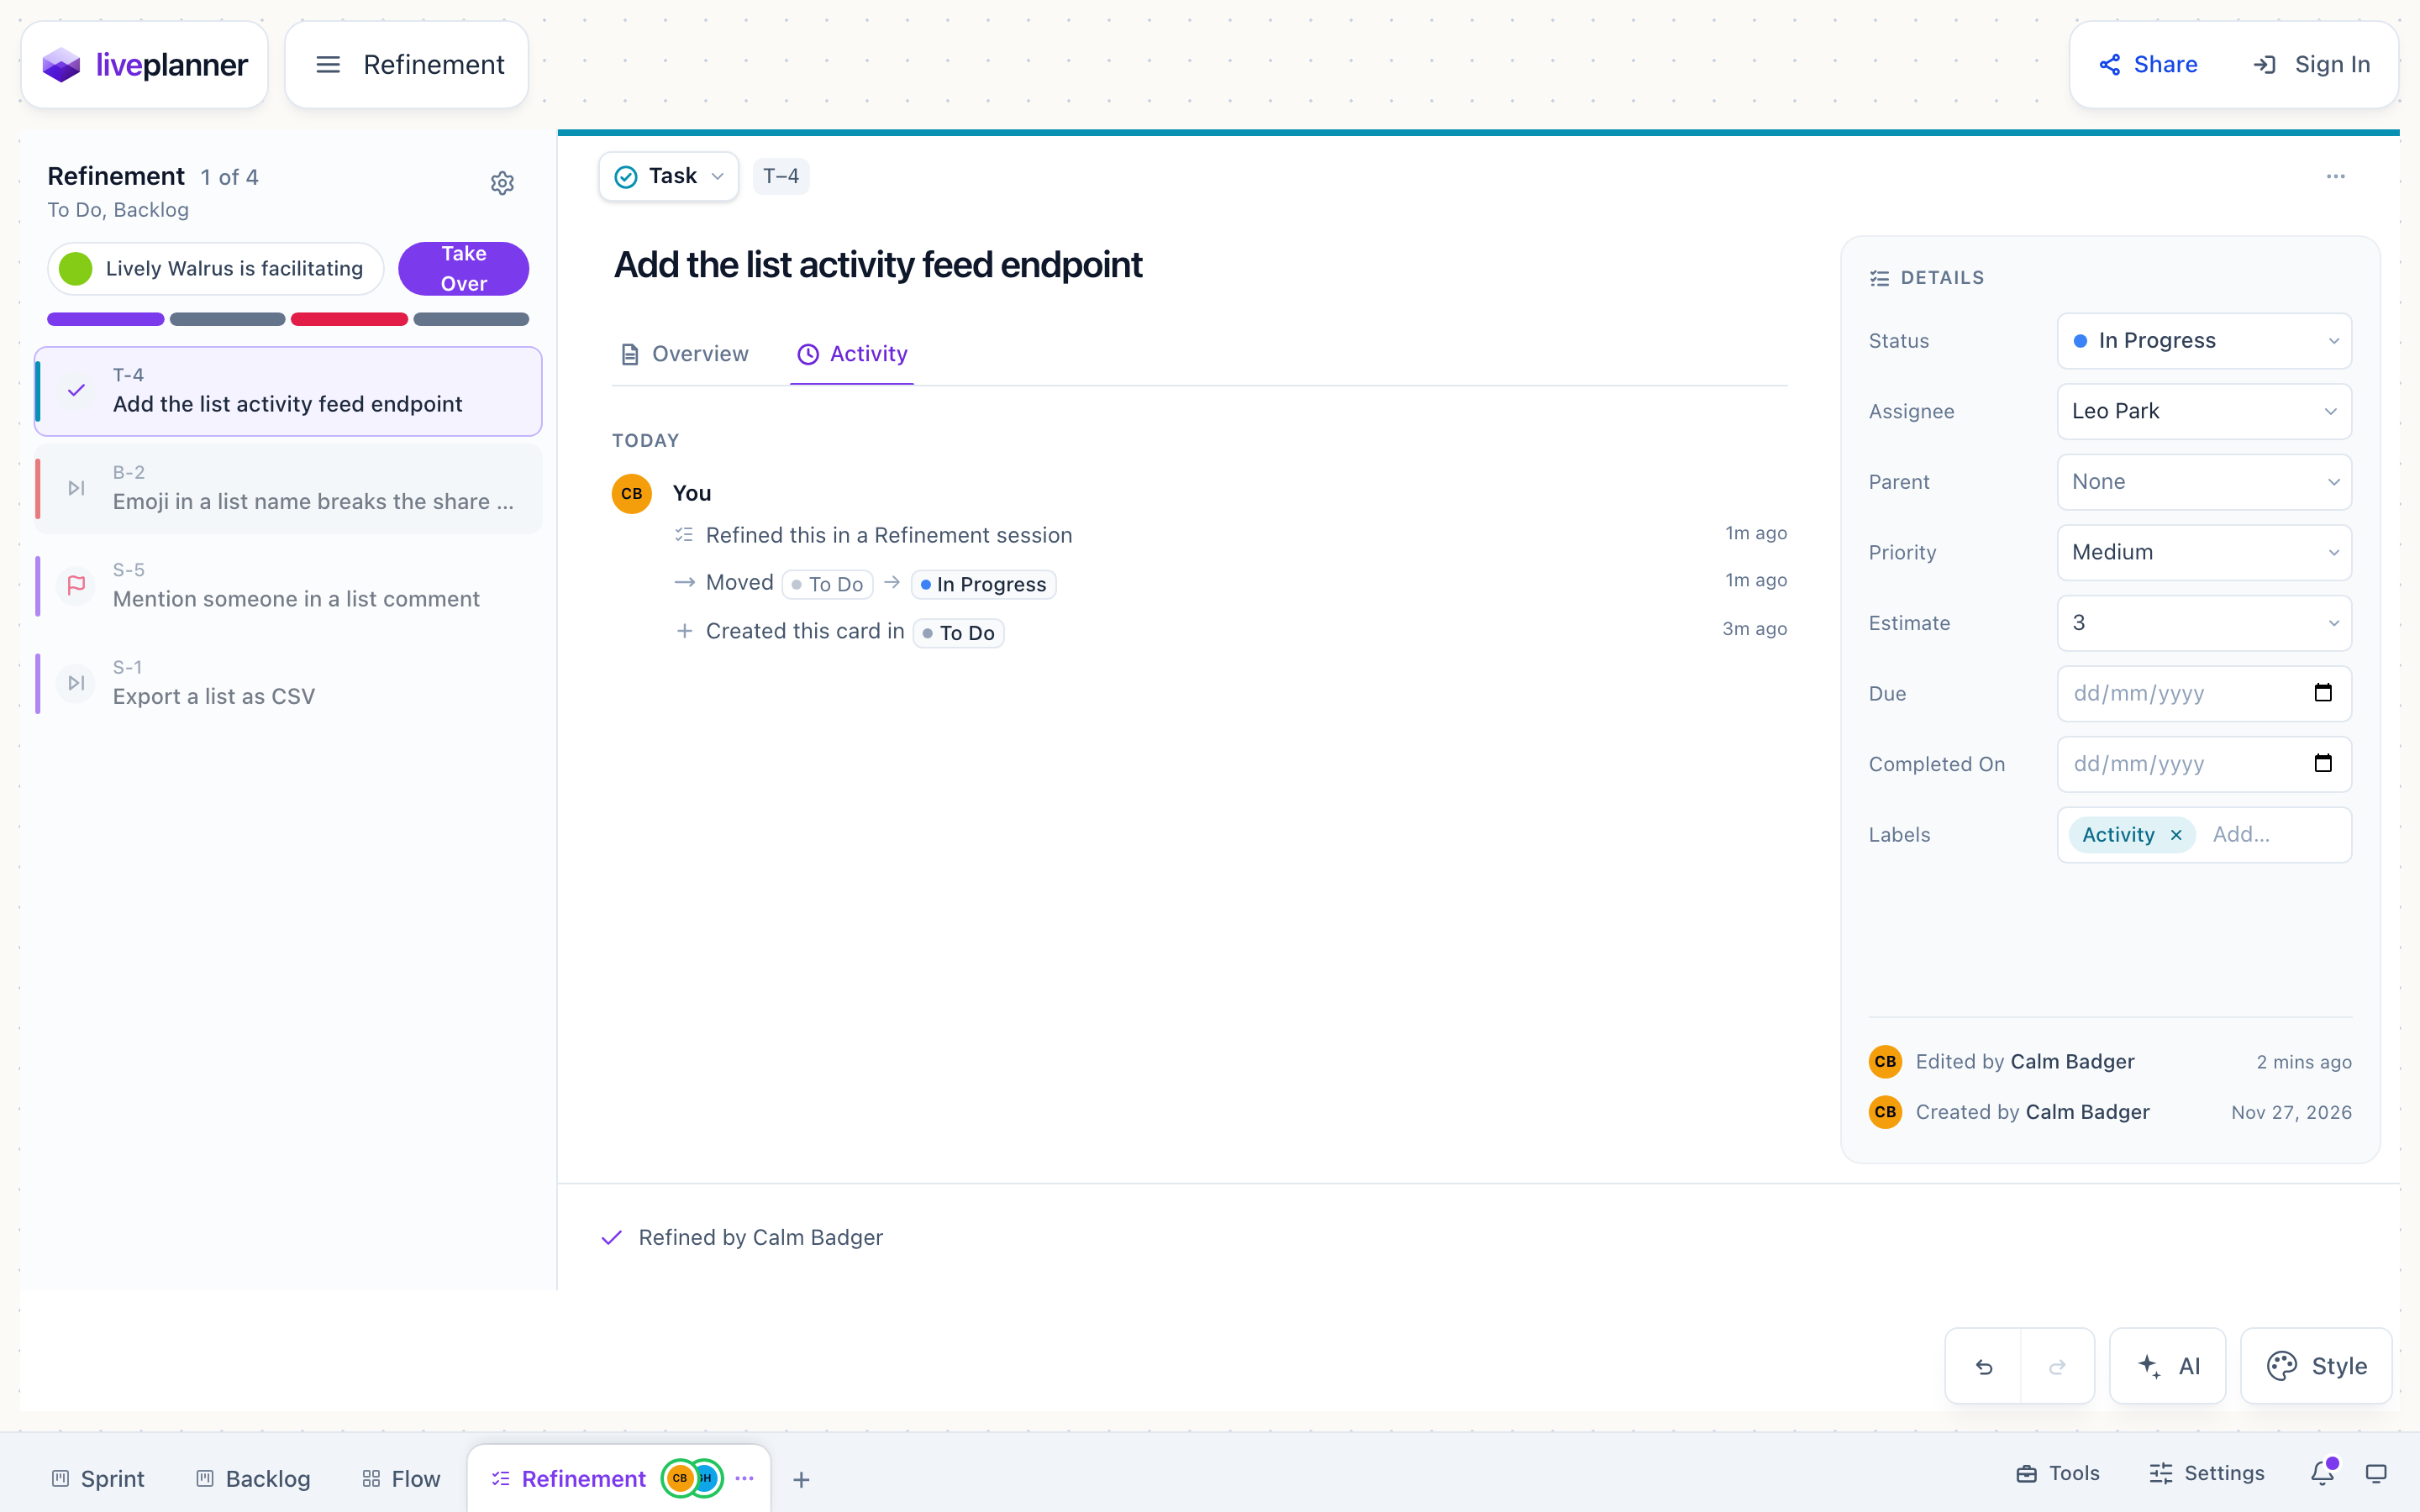 liveplanner
Refinement
Share
Sign In
Refinement 1 of 4
To Do, Backlog
Lively Walrus is facilitating
Take
Over
T-4
Add the list activity feed endpoint
B-2
Emoji in a list name breaks the share ...
S-5
Mention someone in a list comment
S-1
Export a list as CSV
Task
T–4
Add the list activity feed endpoint
Overview
Activity
TODAY
CB
You
Refined this in a Refinement session
1m ago
Moved To Do → In Progress
1m ago
Created this card in To Do
3m ago
DETAILS
Status
In Progress
Assignee
Leo Park
Parent
None
Priority
Medium
Estimate
3
Due
dd/mm/yyyy
Completed On
dd/mm/yyyy
Labels
Activity × Add...
CB Edited by Calm Badger 2 mins ago
CB Created by Calm Badger Nov 27, 2026
Refined by Calm Badger
AI
Style
Sprint
Backlog
Flow
Refinement
CB
Tools
Settings